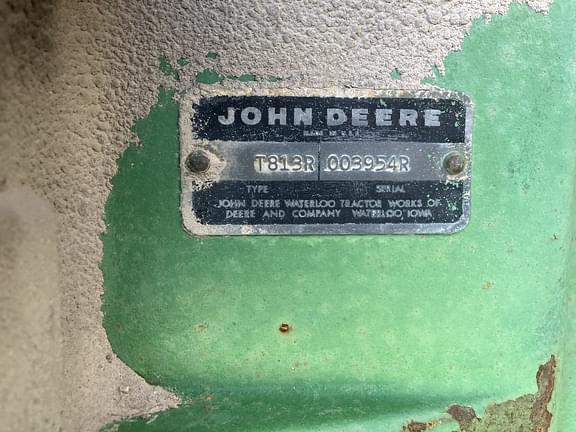 JOHN DEERE
MADE IN U.S.A.
T813R 003954R
TYPE SERIAL
JOHN DEERE WATERLOO TRACTOR WORKS OF
DEERE AND COMPANY WATERLOO, IOWA